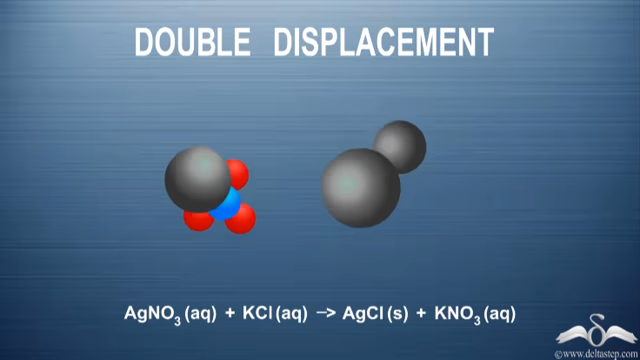 DOUBLE DISPLACEMENT
AgNO₃ (aq) + KCl (aq) –> AgCl (s) + KNO₃ (aq)
©www.deltastep.com